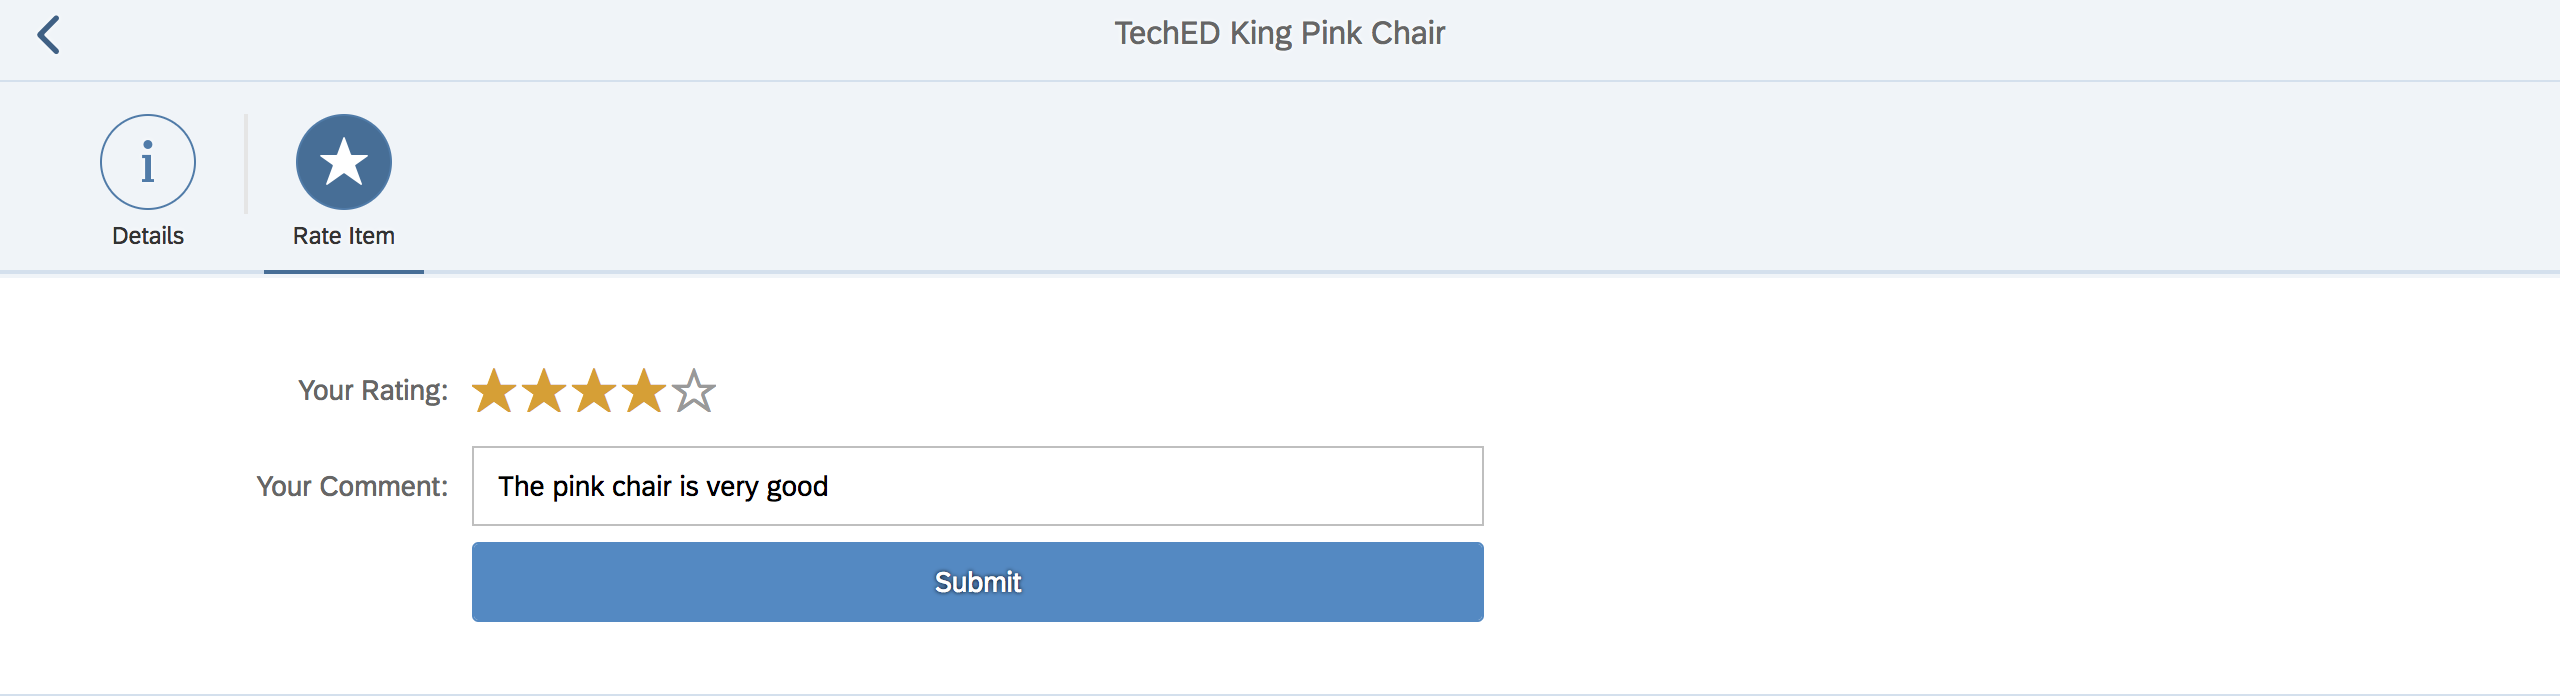 TechED King Pink Chair
Details
Rate Item
Your Rating:
Your Comment: The pink chair is very good
Submit